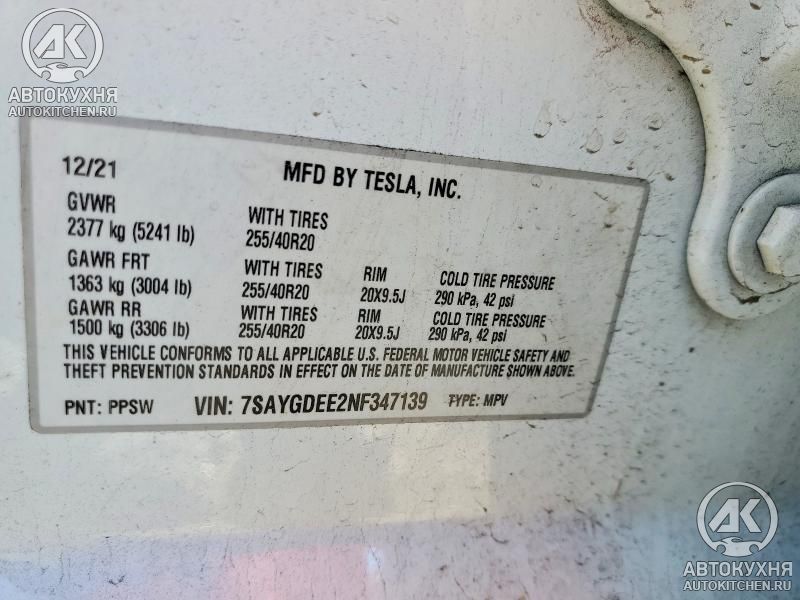 АК
АВТОКУХНЯ
AUTOKITCHEN.RU
12/21 MFD BY TESLA, INC.
GVWR WITH TIRES
2377 kg (5241 lb) 255/40R20
GAWR FRT WITH TIRES RIM COLD TIRE PRESSURE
1363 kg (3004 lb) 255/40R20 20X9.5J 290 kPa, 42 psi
GAWR RR WITH TIRES RIM COLD TIRE PRESSURE
1500 kg (3306 lb) 255/40R20 20X9.5J 290 kPa, 42 psi
THIS VEHICLE CONFORMS TO ALL APPLICABLE U.S. FEDERAL MOTOR VEHICLE SAFETY AND
THEFT PREVENTION STANDARDS IN EFFECT ON THE DATE OF MANUFACTURE SHOWN ABOVE.
PNT: PPSW VIN: 7SAYGDEE2NF347139 TYPE: MPV
АК
АВТОКУХНЯ
AUTOKITCHEN.RU